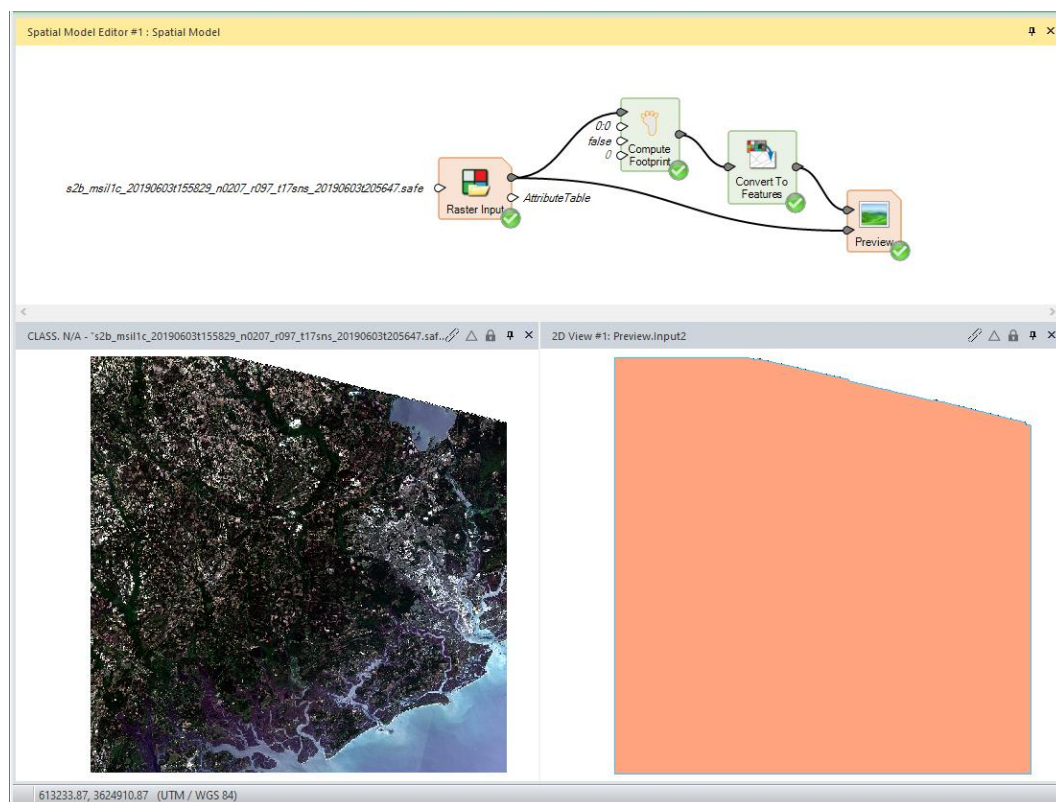 Spatial Model Editor #1 : Spatial Model
0:0
false
0
Compute
Footprint
Convert To
Features
s2b_msil1c_20190603t155829_n0207_r097_t17sns_20190603t205647.safe
Raster Input
AttributeTable
Preview
CLASS. N/A - "s2b_msil1c_20190603t155829_n0207_r097_t17sns_20190603t205647.saf...
2D View #1: Preview.Input2
613233.87, 3624910.87 (UTM / WGS 84)